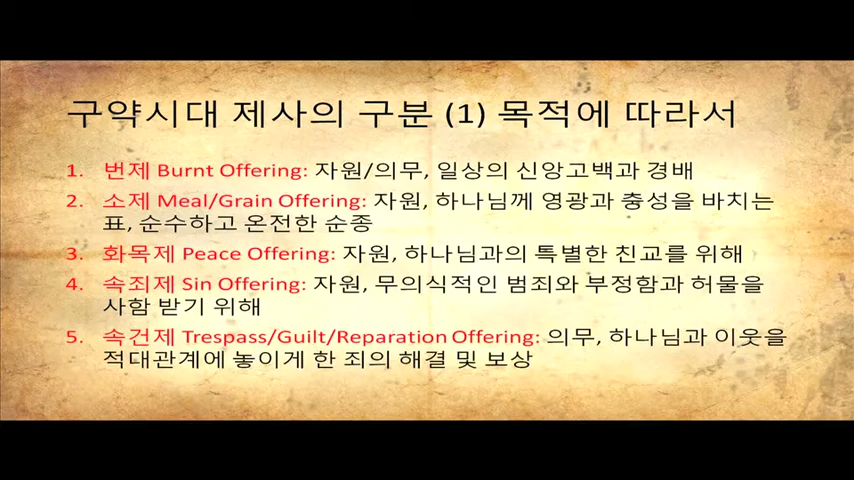 구약시대 제사의 구분 (1) 목적에 따라서
1. 번제 Burnt Offering: 자원/의무, 일상의 신앙고백과 경배
2. 소제 Meal/Grain Offering: 자원, 하나님께 영광과 충성을 바치는
표, 순수하고 온전한 순종
3. 화목제 Peace Offering: 자원, 하나님과의 특별한 친교를 위해
4. 속죄제 Sin Offering: 자원, 무의식적인 범죄와 부정함과 허물을
사함 받기 위해
5. 속건제 Trespass/Guilt/Reparation Offering: 의무, 하나님과 이웃을
적대관계에 놓이게 한 죄의 해결 및 보상